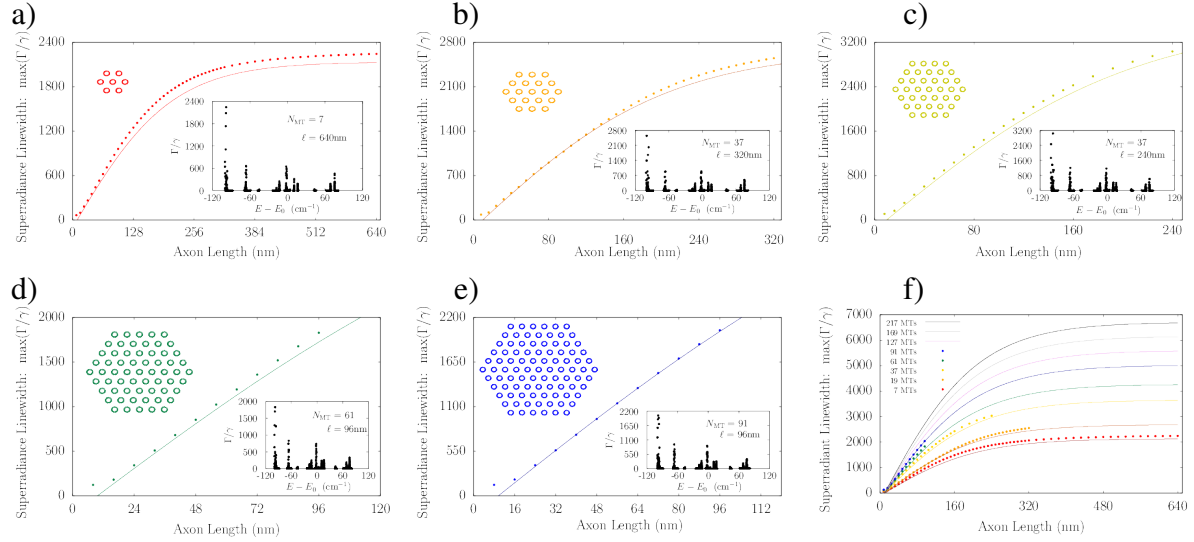 a)
Superradiance Linewidth: max(Γ/γ)
2400
1800
1200
600
0
0 128 256 384 512 640
Axon Length (nm)
Γ/γ
2400
1800
1200
600
0
-120 -60 0 60 120
E − E₀ (cm⁻¹)
N_MT = 7
ℓ = 640nm
b)
Superradiance Linewidth: max(Γ/γ)
2800
2100
1400
700
0
0 80 160 240 320
Axon Length (nm)
Γ/γ
2800
2100
1400
700
0
-120 -60 0 60 120
E − E₀ (cm⁻¹)
N_MT = 37
ℓ = 320nm
c)
Superradiance Linewidth: max(Γ/γ)
3200
2400
1600
800
0
0 80 160 240
Axon Length (nm)
Γ/γ
3200
2400
1600
800
0
-120 -60 0 60 120
E − E₀ (cm⁻¹)
N_MT = 37
ℓ = 240nm
d)
Superradiance Linewidth: max(Γ/γ)
2000
1500
1000
500
0
0 24 48 72 96 120
Axon Length (nm)
Γ/γ
2000
1500
1000
500
0
-120 -60 0 60 120
E − E₀ (cm⁻¹)
N_MT = 61
ℓ = 96nm
e)
Superradiance Linewidth: max(Γ/γ)
2200
1650
1100
550
0
0 16 32 48 64 80 96 112
Axon Length (nm)
Γ/γ
2200
1650
1100
550
0
-120 -60 0 60 120
E − E₀ (cm⁻¹)
N_MT = 91
ℓ = 96nm
f)
Superradiant Linewidth: max(Γ/γ)
7000
6000
5000
4000
3000
2000
1000
0
0 160 320 480 640
Axon Length (nm)
217 MTs
169 MTs
127 MTs
91 MTs
61 MTs
37 MTs
19 MTs
7 MTs